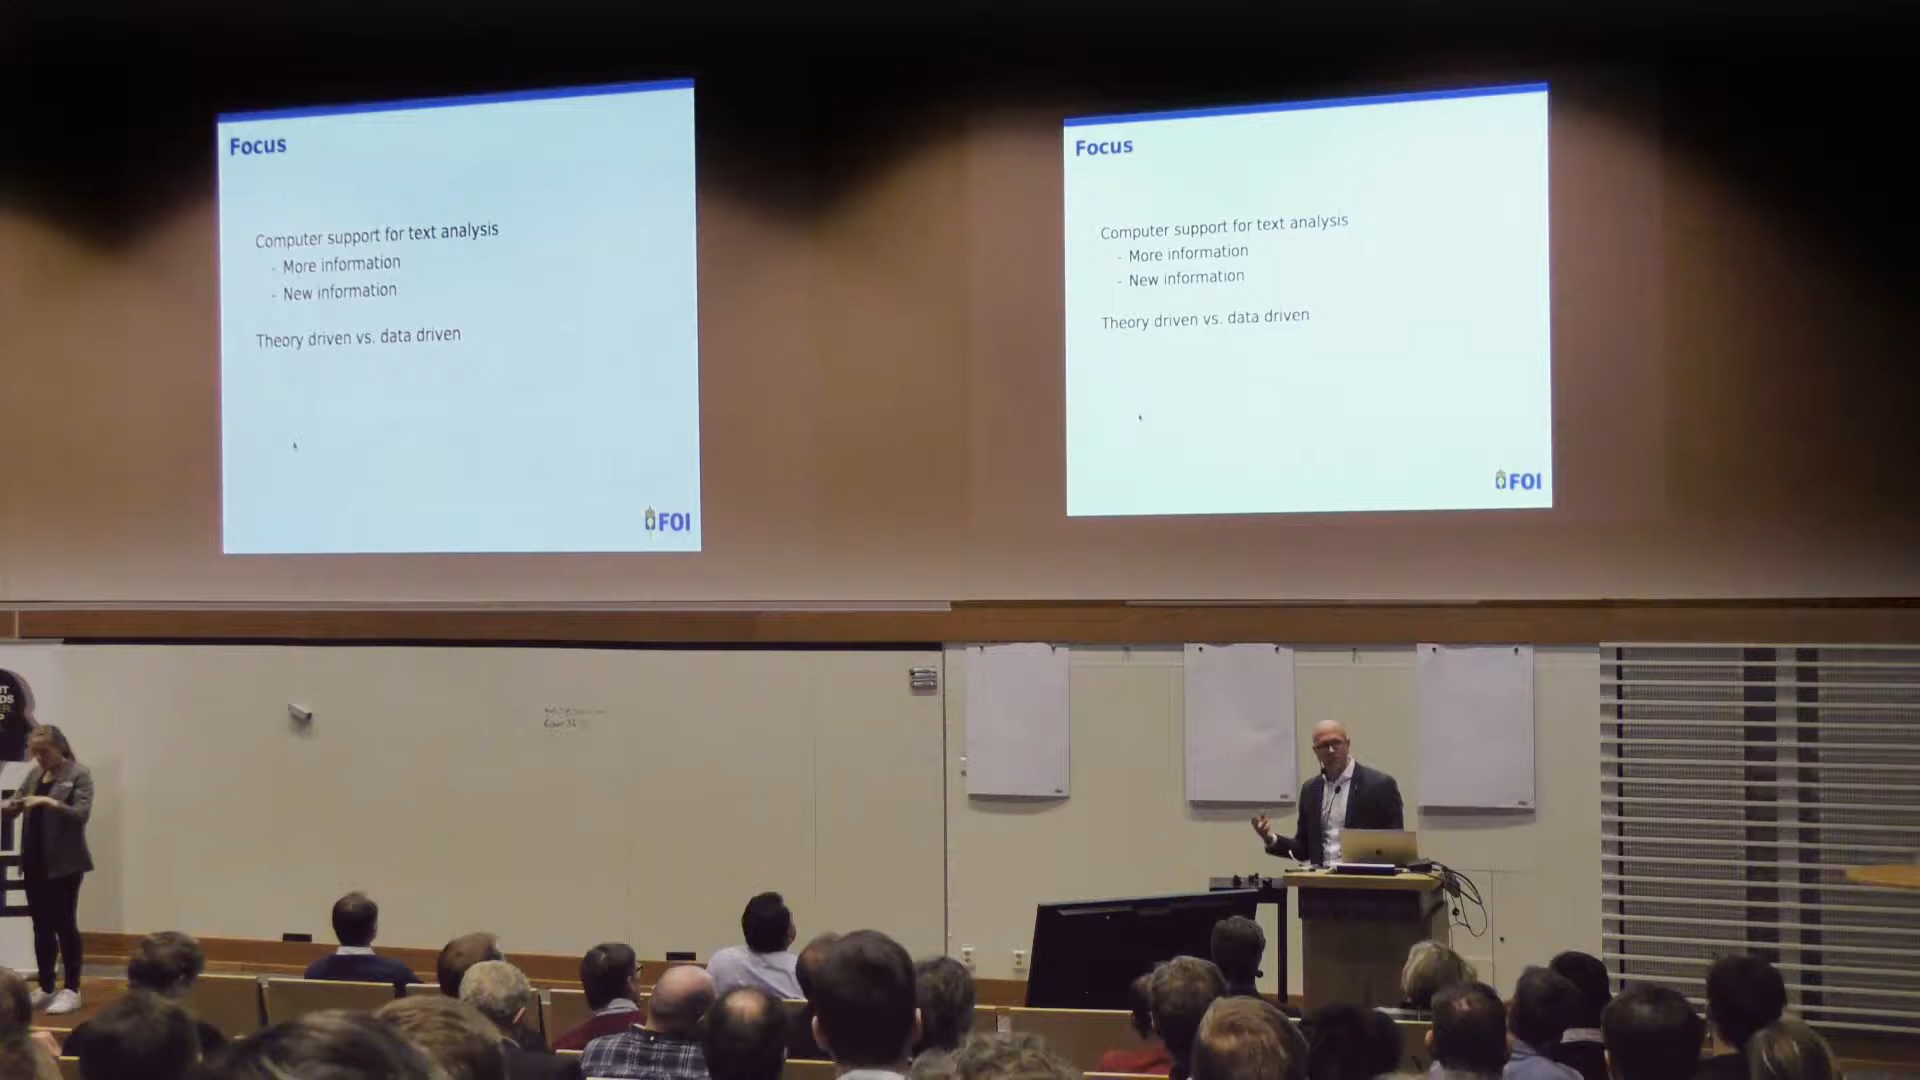 Focus
Computer support for text analysis
- More information
- New information
Theory driven vs. data driven
FOI
Focus
Computer support for text analysis
- More information
- New information
Theory driven vs. data driven
FOI